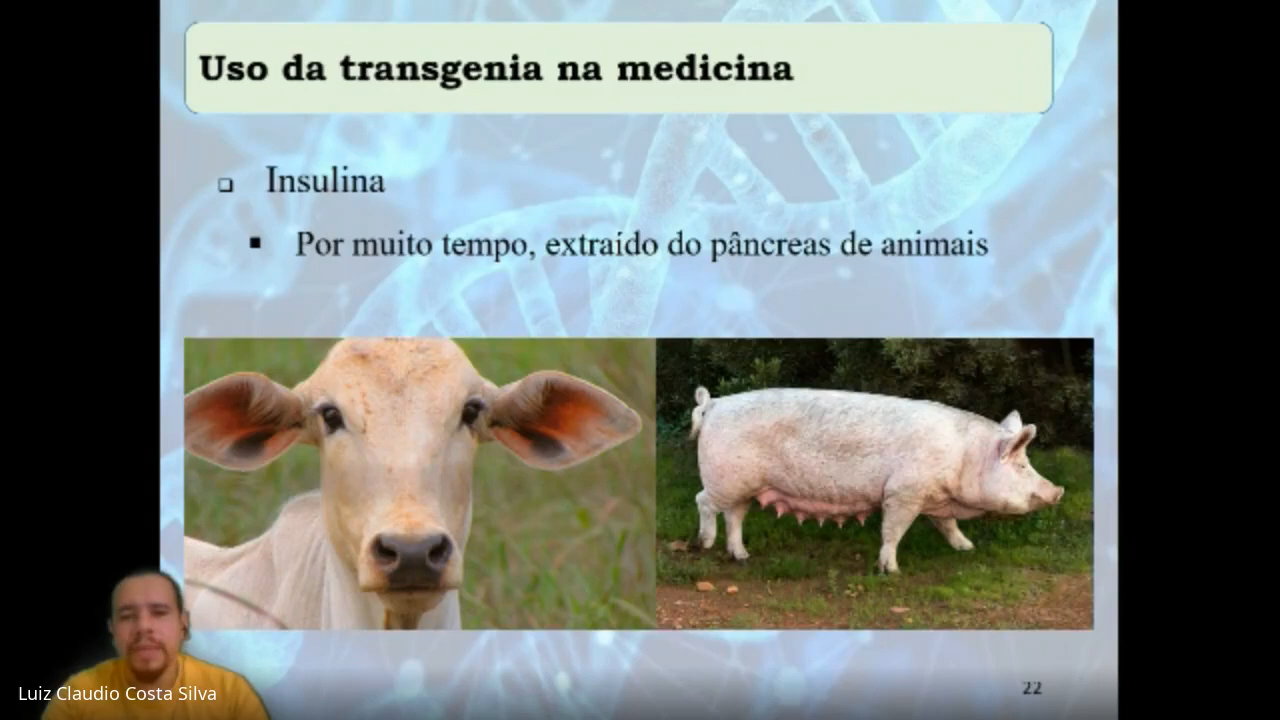 Uso da transgenia na medicina
Insulina
Por muito tempo, extraído do pâncreas de animais
Luiz Claudio Costa Silva
22